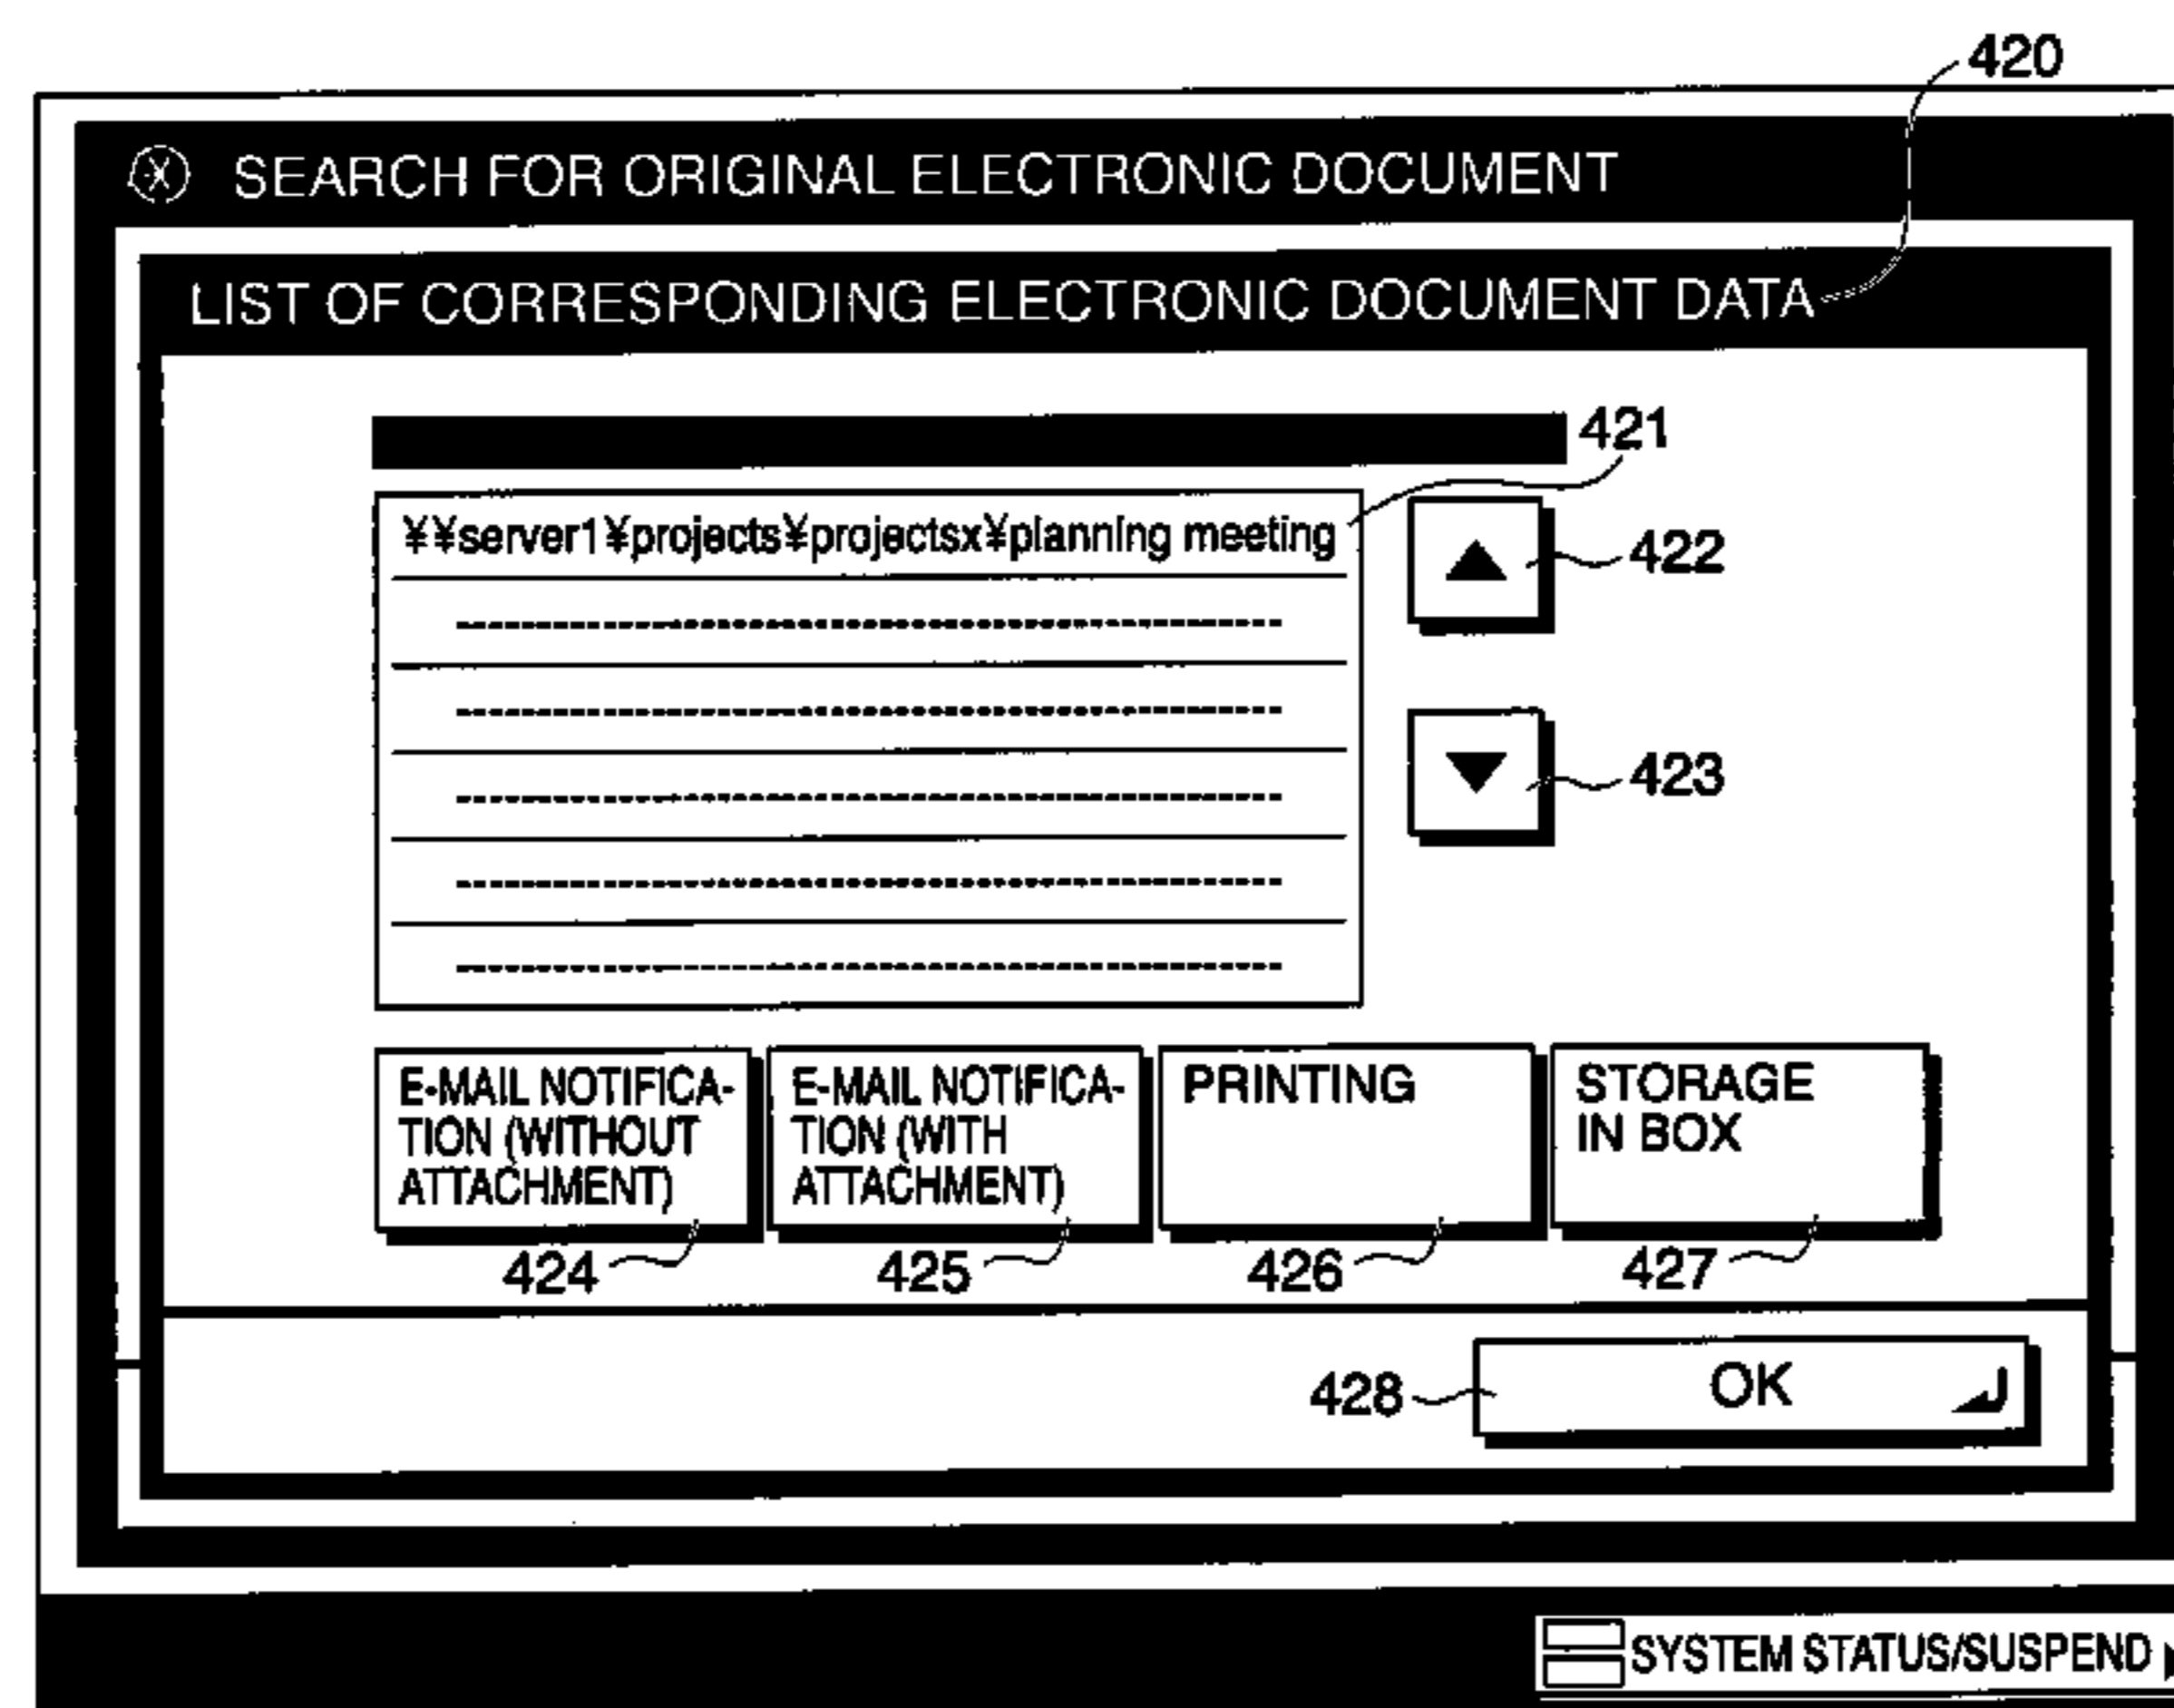 420
SEARCH FOR ORIGINAL ELECTRONIC DOCUMENT
LIST OF CORRESPONDING ELECTRONIC DOCUMENT DATA
421
¥¥server1¥projects¥projectsx¥planning meeting
422
423
E-MAIL NOTIFICA-
TION (WITHOUT
ATTACHMENT)
E-MAIL NOTIFICA-
TION (WITH
ATTACHMENT)
PRINTING
STORAGE
IN BOX
424
425
426
427
428
OK
SYSTEM STATUS/SUSPEND